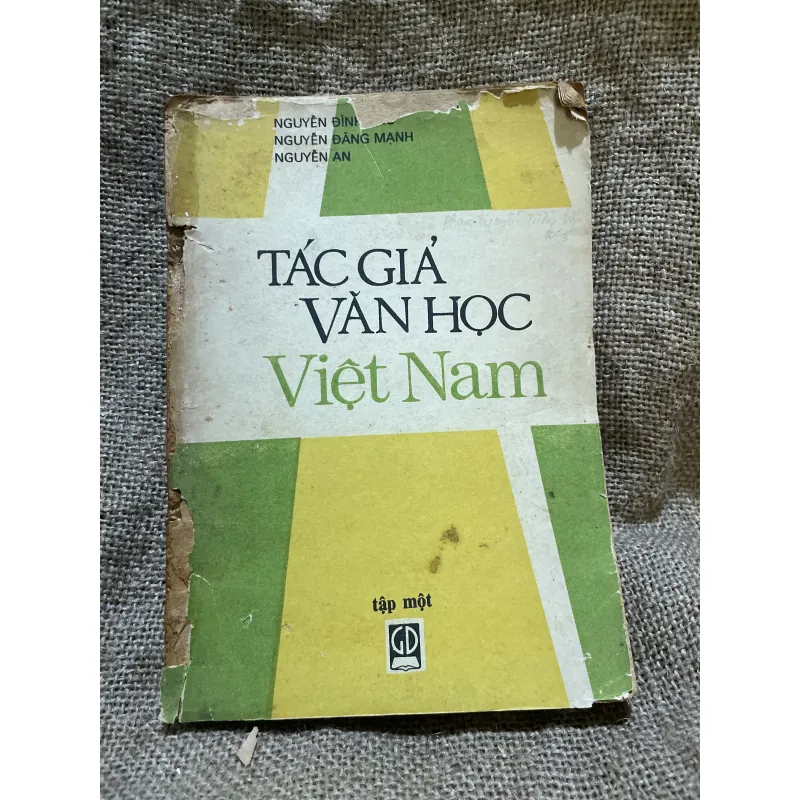 NGUYỄN ĐÌNH
NGUYỄN ĐĂNG MẠNH
NGUYỄN AN
TÁC GIẢ
VĂN HỌC
Việt Nam
tập một
GD